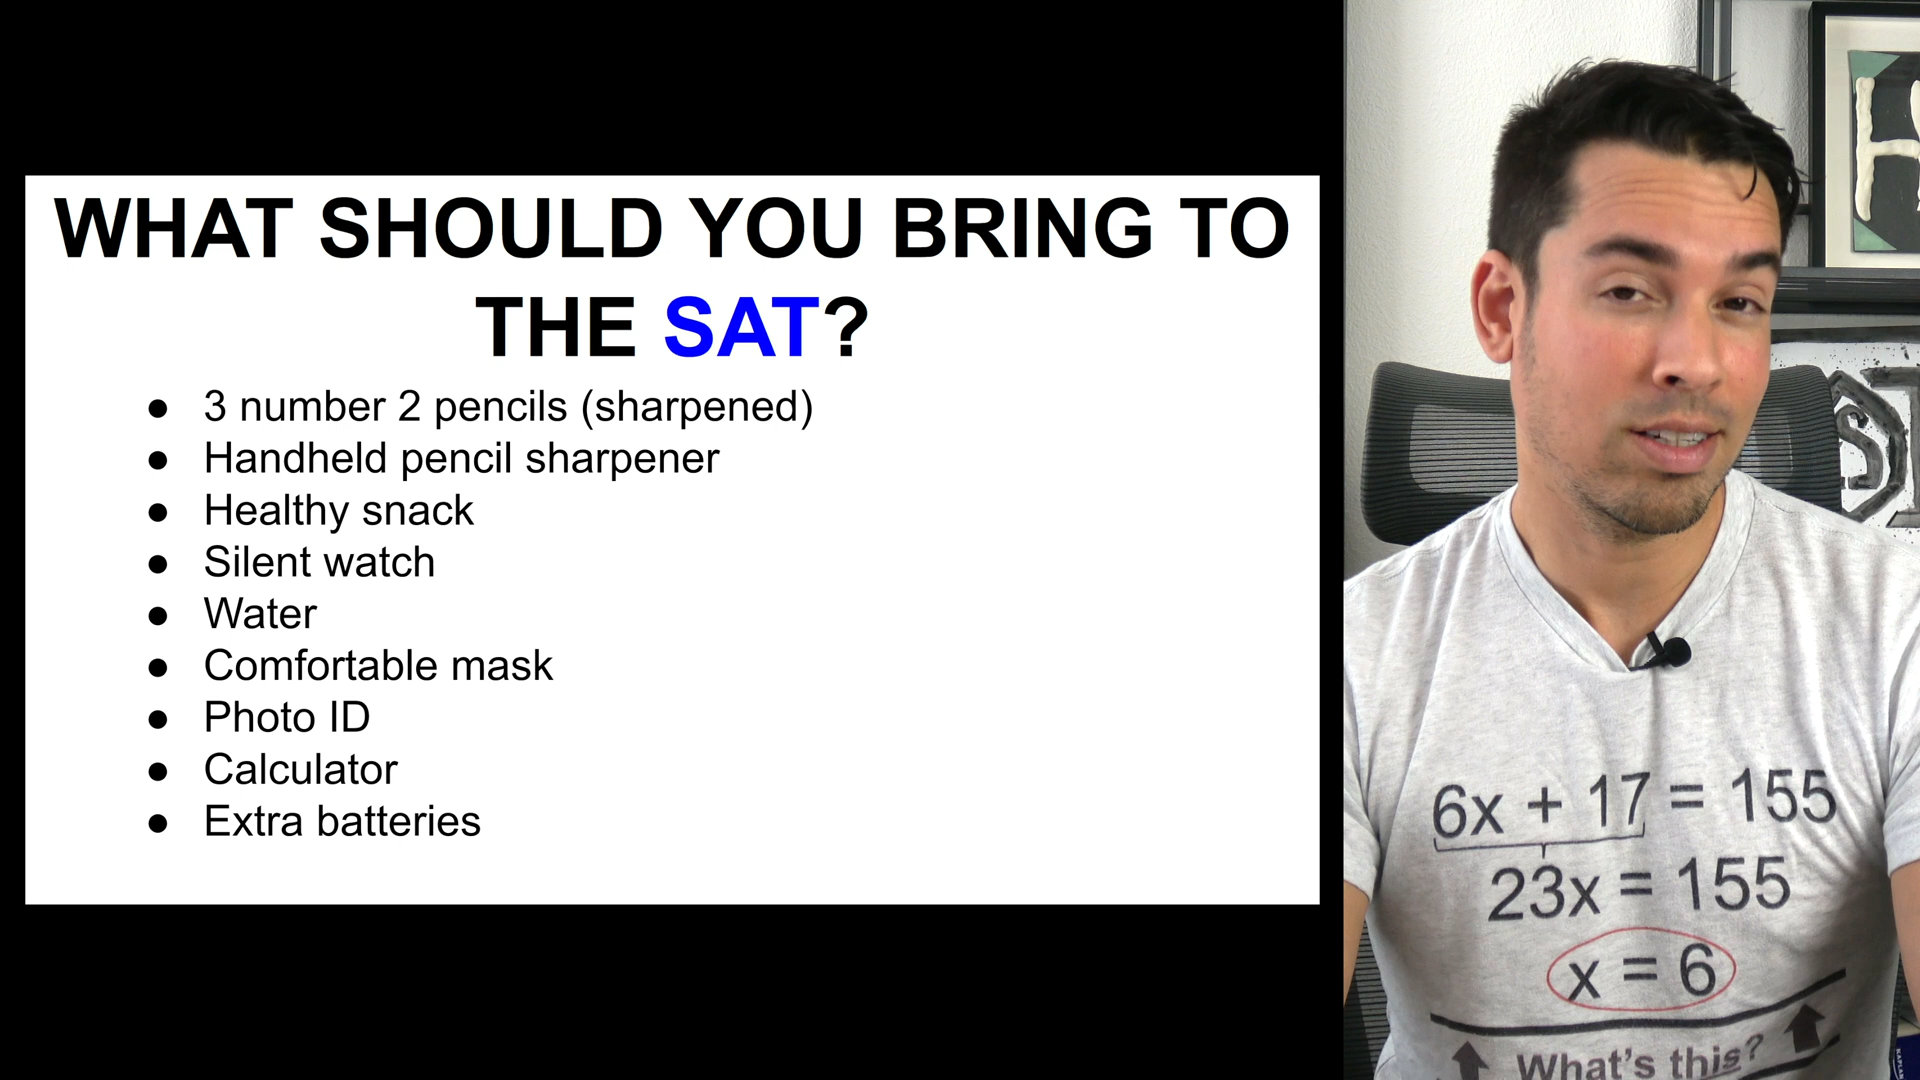 WHAT SHOULD YOU BRING TO
THE SAT?
● 3 number 2 pencils (sharpened)
● Handheld pencil sharpener
● Healthy snack
● Silent watch
● Water
● Comfortable mask
● Photo ID
● Calculator
● Extra batteries
6x + 17 = 155
23x = 155
x = 6
What's this?
KAPLAN